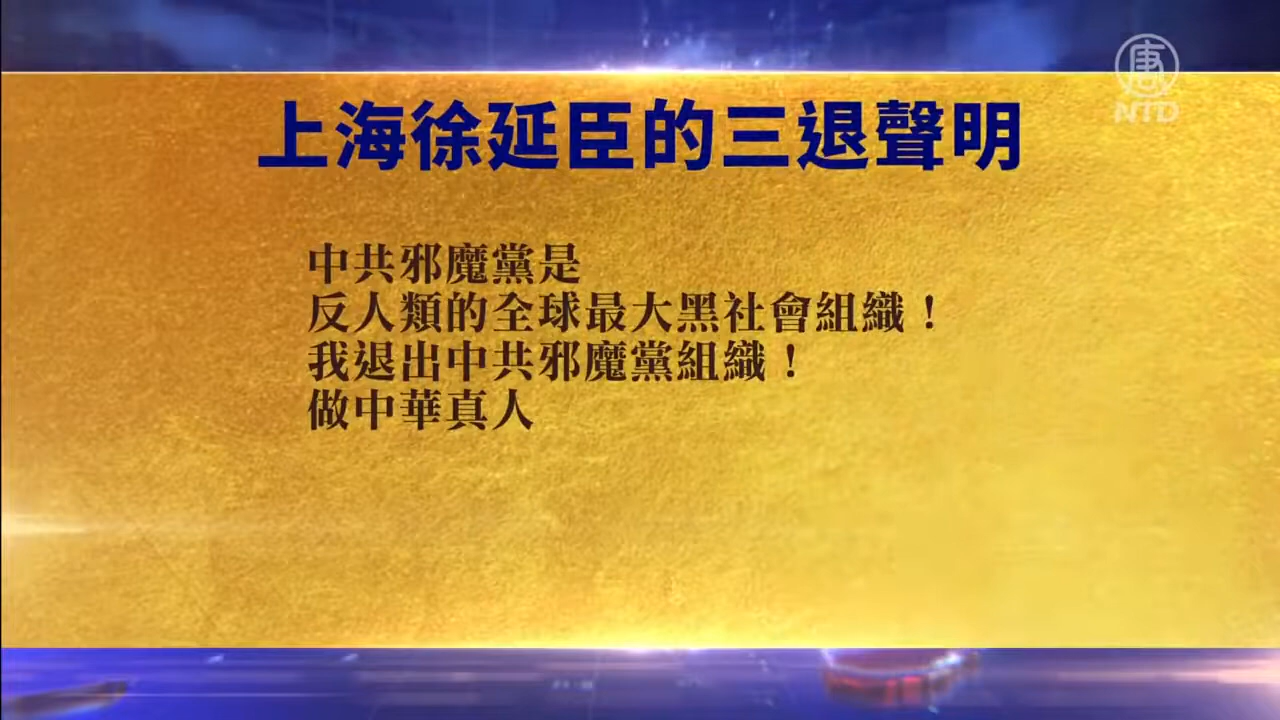 上海徐延臣的三退聲明
唐
NTD
中共邪魔黨是
反人類的全球最大黑社會組織！
我退出中共邪魔黨組織！
做中華真人